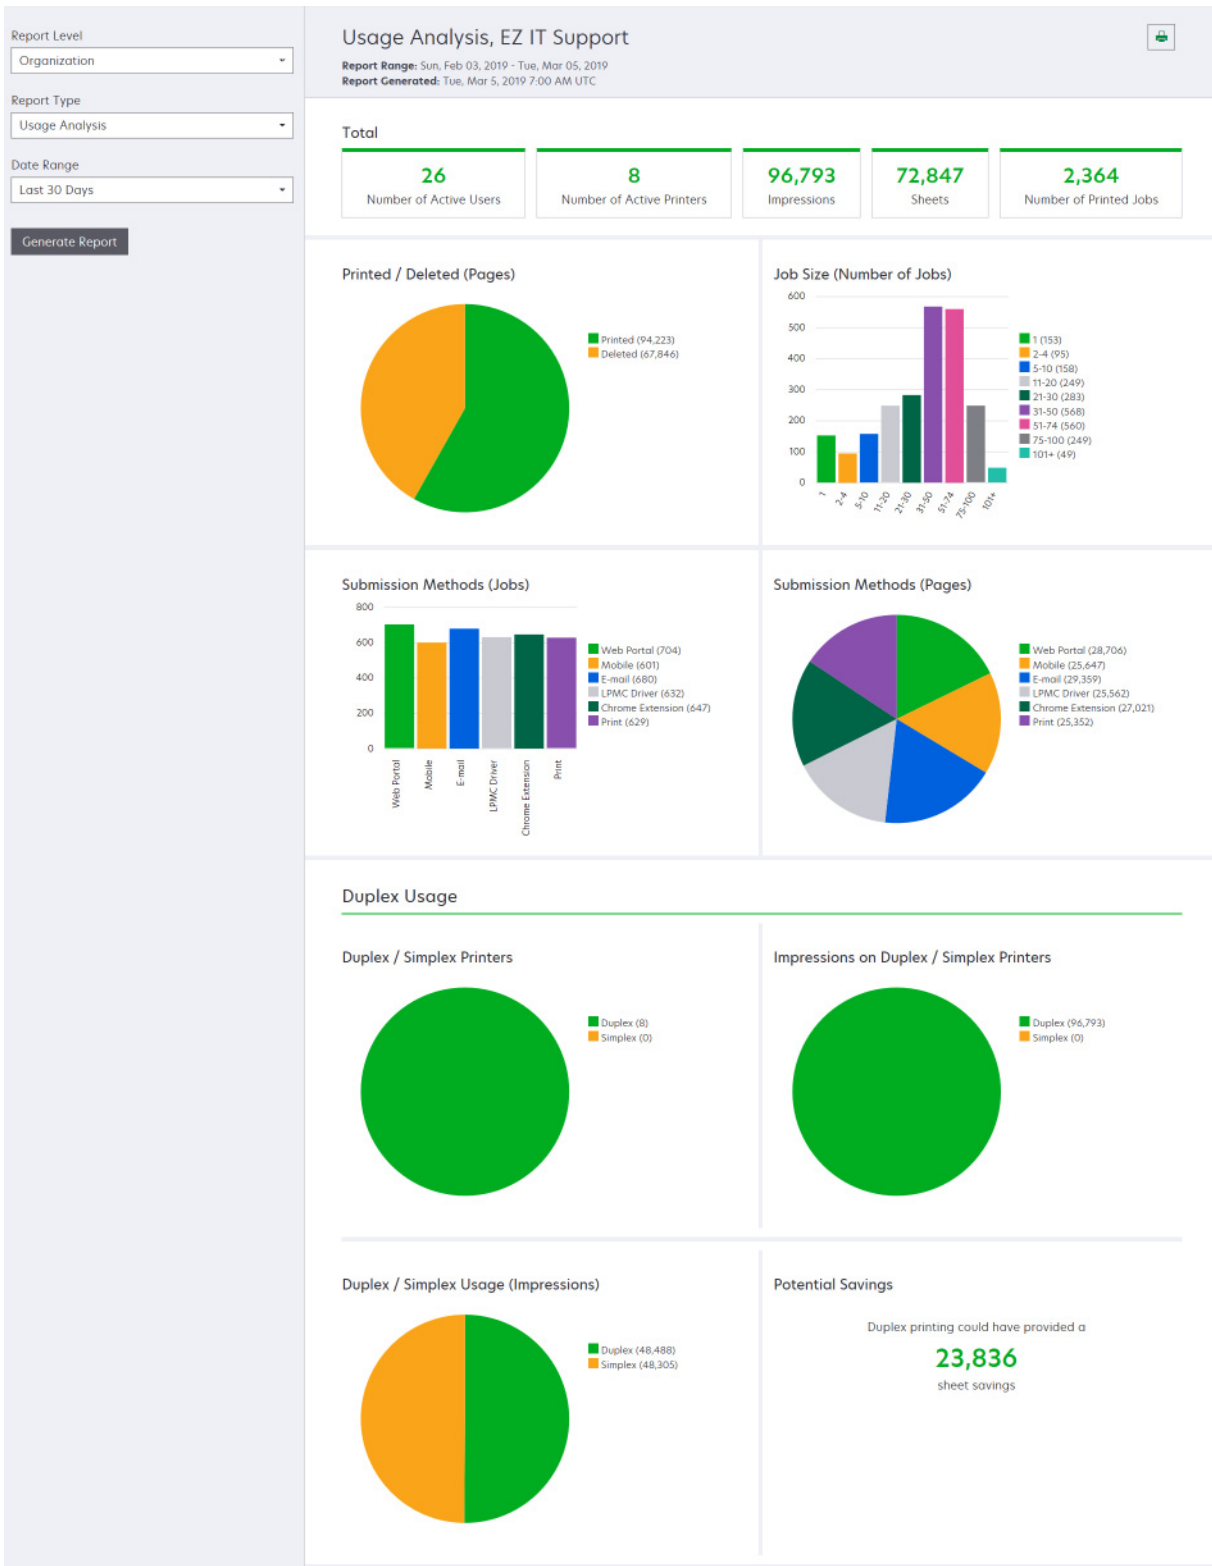 Report Level
Organization
Report Type
Usage Analysis
Date Range
Last 30 Days
Generate Report
Usage Analysis, EZ IT Support
Report Range: Sun, Feb 03, 2019 - Tue, Mar 05, 2019
Report Generated: Tue, Mar 5, 2019 7:00 AM UTC
Total
26
Number of Active Users
8
Number of Active Printers
96,793
Impressions
72,847
Sheets
2,364
Number of Printed Jobs
Printed / Deleted (Pages)
Printed (94,223)
Deleted (67,846)
Job Size (Number of Jobs)
600
500
400
300
200
100
0
1
2-4
5-10
11-20
21-30
31-50
51-74
75-100
101+
1 (153)
2-4 (95)
5-10 (158)
11-20 (249)
21-30 (283)
31-50 (568)
51-74 (560)
75-100 (249)
101+ (49)
Submission Methods (Jobs)
800
600
400
200
0
Web Portal
Mobile
E-mail
LPMC Driver
Chrome Extension
Print
Web Portal (704)
Mobile (601)
E-mail (680)
LPMC Driver (632)
Chrome Extension (647)
Print (629)
Submission Methods (Pages)
Web Portal (28,706)
Mobile (25,647)
E-mail (29,359)
LPMC Driver (25,562)
Chrome Extension (27,021)
Print (25,352)
Duplex Usage
Duplex / Simplex Printers
Duplex (8)
Simplex (0)
Impressions on Duplex / Simplex Printers
Duplex (96,793)
Simplex (0)
Duplex / Simplex Usage (Impressions)
Duplex (48,488)
Simplex (48,305)
Potential Savings
Duplex printing could have provided a
23,836
sheet savings